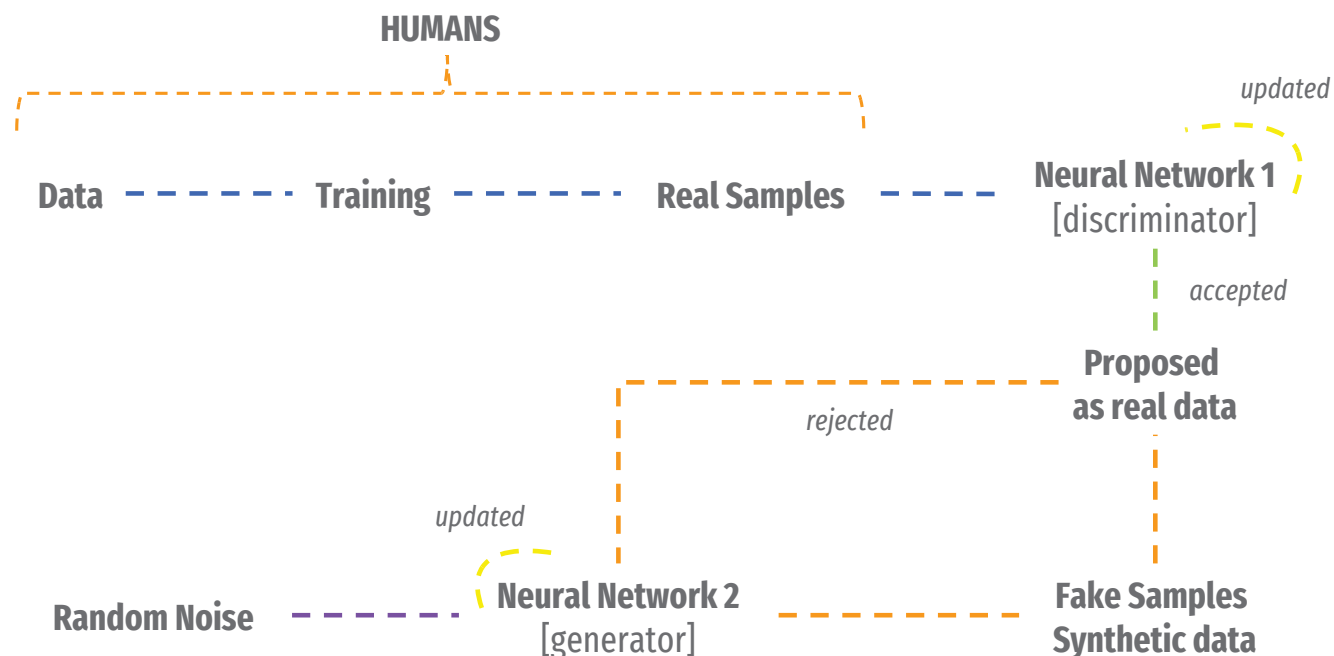 HUMANS
updated
Data
Training
Real Samples
Neural Network 1
[discriminator]
accepted
Proposed
as real data
rejected
updated
Random Noise
Neural Network 2
[generator]
Fake Samples
Synthetic data